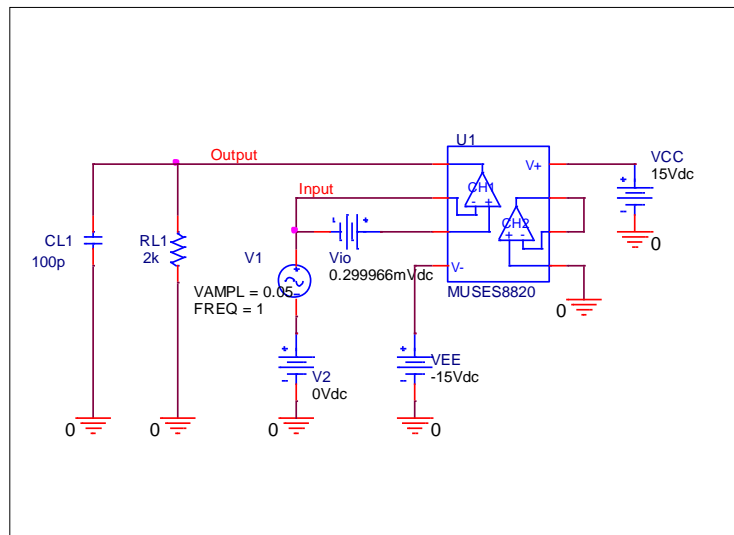 U1
Output
V+
VCC
15Vdc
CH1
- +
Input
CH2
+ -
CL1
100p
RL1
2k
V1
Vio
0.299966mVdc
V-
MUSES8820
VAMPL = 0.05
FREQ = 1
V2
0Vdc
VEE
-15Vdc
0
0
0
0
0
0